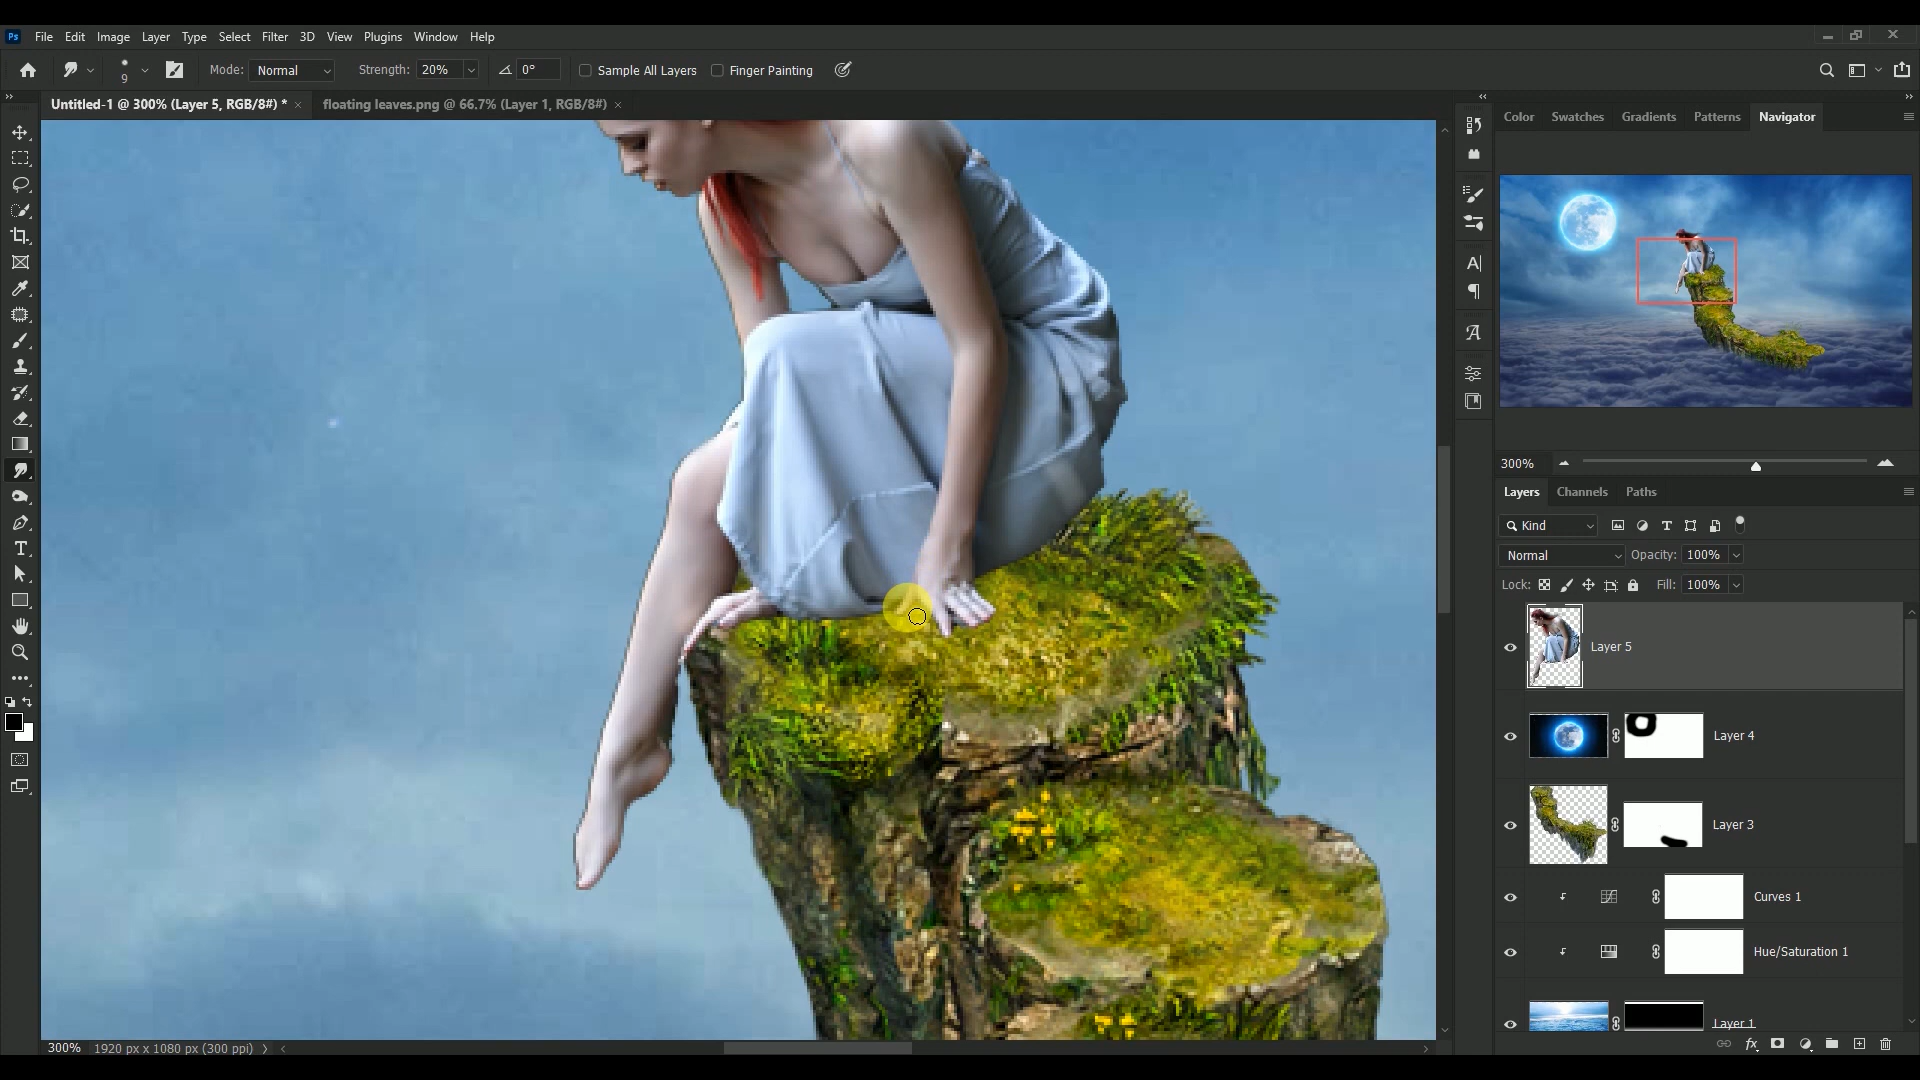 Ps File Edit Image Layer Type Select Filter 3D View Plugins Window Help
9 Mode: Normal Strength: 20% 0° Sample All Layers Finger Painting
Untitled-1 @ 300% (Layer 5, RGB/8#) * × floating leaves.png @ 66.7% (Layer 1, RGB/8#) ×
Color Swatches Gradients Patterns Navigator
300%
Layers Channels Paths
Kind
Normal Opacity: 100%
Lock: Fill: 100%
Layer 5
Layer 4
Layer 3
Curves 1
Hue/Saturation 1
Layer 1
300% 1920 px x 1080 px (300 ppi)